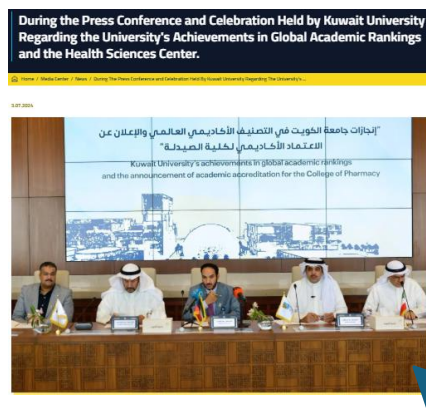 During the Press Conference and Celebration Held by Kuwait University
Regarding the University's Achievements in Global Academic Rankings
and the Health Sciences Center.
Home / Media Center / News / During The Press Conference and Celebration Held By Kuwait University Regarding The University's ...
3.07.2024
"إنجازات جامعة الكويت في التصنيف الأكاديمي العالمي والإعلان عن
الاعتماد الأكاديمي لكلية الصيدلة"
Kuwait University's achievements in global academic rankings
and the announcement of academic accreditation for the College of Pharmacy